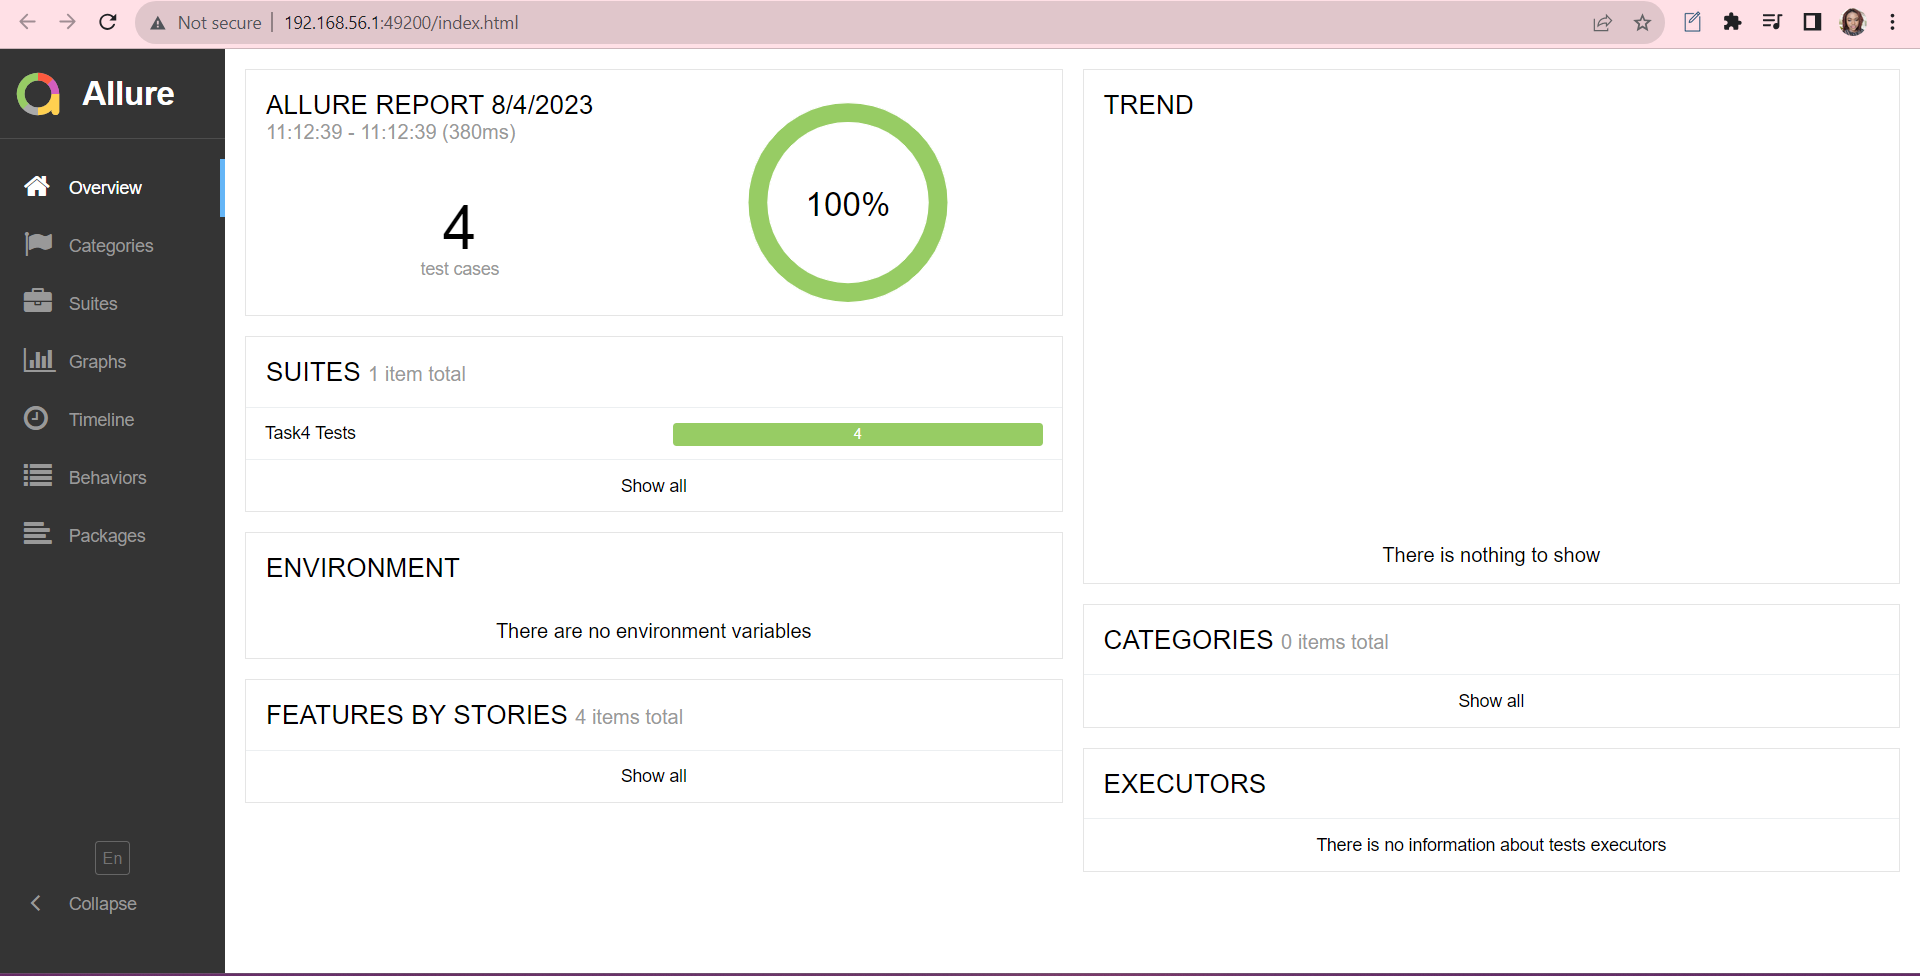 Not secure
192.168.56.1:49200/index.html
Allure
Overview
Categories
Suites
Graphs
Timeline
Behaviors
Packages
En
Collapse
ALLURE REPORT 8/4/2023
11:12:39 - 11:12:39 (380ms)
4
test cases
100%
SUITES 1 item total
Task4 Tests
4
Show all
ENVIRONMENT
There are no environment variables
FEATURES BY STORIES 4 items total
Show all
TREND
There is nothing to show
CATEGORIES 0 items total
Show all
EXECUTORS
There is no information about tests executors